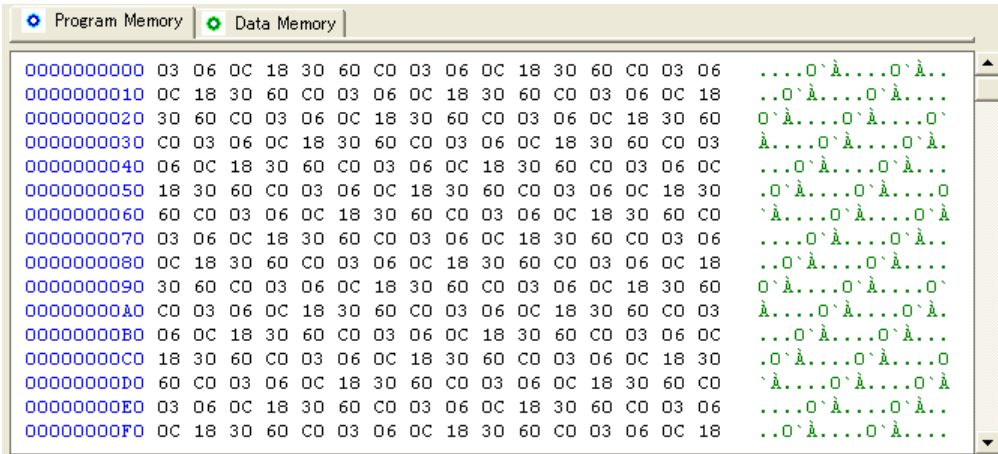 Program Memory Data Memory
0000000000 03 06 0C 18 30 60 C0 03 06 0C 18 30 60 C0 03 06 ....0`À....0`À..
0000000010 0C 18 30 60 C0 03 06 0C 18 30 60 C0 03 06 0C 18 ..0`À....0`À....
0000000020 30 60 C0 03 06 0C 18 30 60 C0 03 06 0C 18 30 60 0`À....0`À....0`
0000000030 C0 03 06 0C 18 30 60 C0 03 06 0C 18 30 60 C0 03 À....0`À....0`À.
0000000040 06 0C 18 30 60 C0 03 06 0C 18 30 60 C0 03 06 0C ...0`À....0`À...
0000000050 18 30 60 C0 03 06 0C 18 30 60 C0 03 06 0C 18 30 .0`À....0`À....0
0000000060 60 C0 03 06 0C 18 30 60 C0 03 06 0C 18 30 60 C0 `À....0`À....0`À
0000000070 03 06 0C 18 30 60 C0 03 06 0C 18 30 60 C0 03 06 ....0`À....0`À..
0000000080 0C 18 30 60 C0 03 06 0C 18 30 60 C0 03 06 0C 18 ..0`À....0`À....
0000000090 30 60 C0 03 06 0C 18 30 60 C0 03 06 0C 18 30 60 0`À....0`À....0`
00000000A0 C0 03 06 0C 18 30 60 C0 03 06 0C 18 30 60 C0 03 À....0`À....0`À.
00000000B0 06 0C 18 30 60 C0 03 06 0C 18 30 60 C0 03 06 0C ...0`À....0`À...
00000000C0 18 30 60 C0 03 06 0C 18 30 60 C0 03 06 0C 18 30 .0`À....0`À....0
00000000D0 60 C0 03 06 0C 18 30 60 C0 03 06 0C 18 30 60 C0 `À....0`À....0`À
00000000E0 03 06 0C 18 30 60 C0 03 06 0C 18 30 60 C0 03 06 ....0`À....0`À..
00000000F0 0C 18 30 60 C0 03 06 0C 18 30 60 C0 03 06 0C 18 ..0`À....0`À....